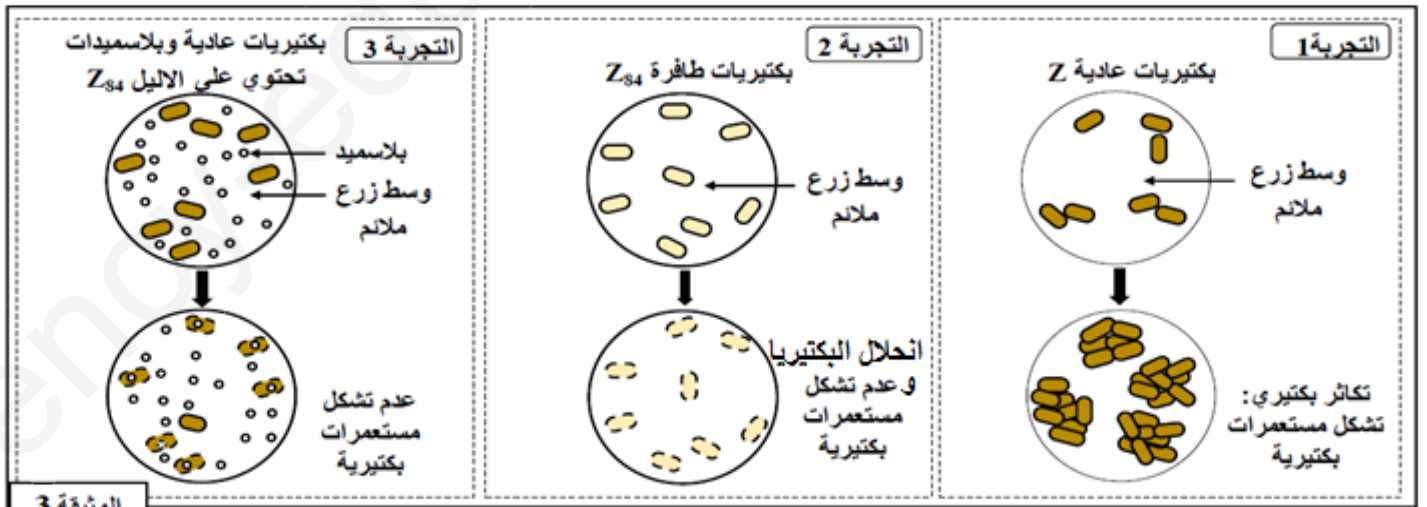 التجربة1
بكتيريات عادية Z
وسط زرع
ملائم
تكاثر بكتيري:
تشكل مستعمرات
بكتيرية
التجربة 2
بكتيريات طافرة Z84
وسط زرع
ملائم
انحلال البكتيريا
و عدم تشكل
مستعمرات
بكتيرية
التجربة 3
بكتيريات عادية وبلاسميدات
تحتوي على الاليل Z84
بلاسميد
وسط زرع
ملائم
عدم تشكل
مستعمرات
بكتيرية
الوثيقة 3